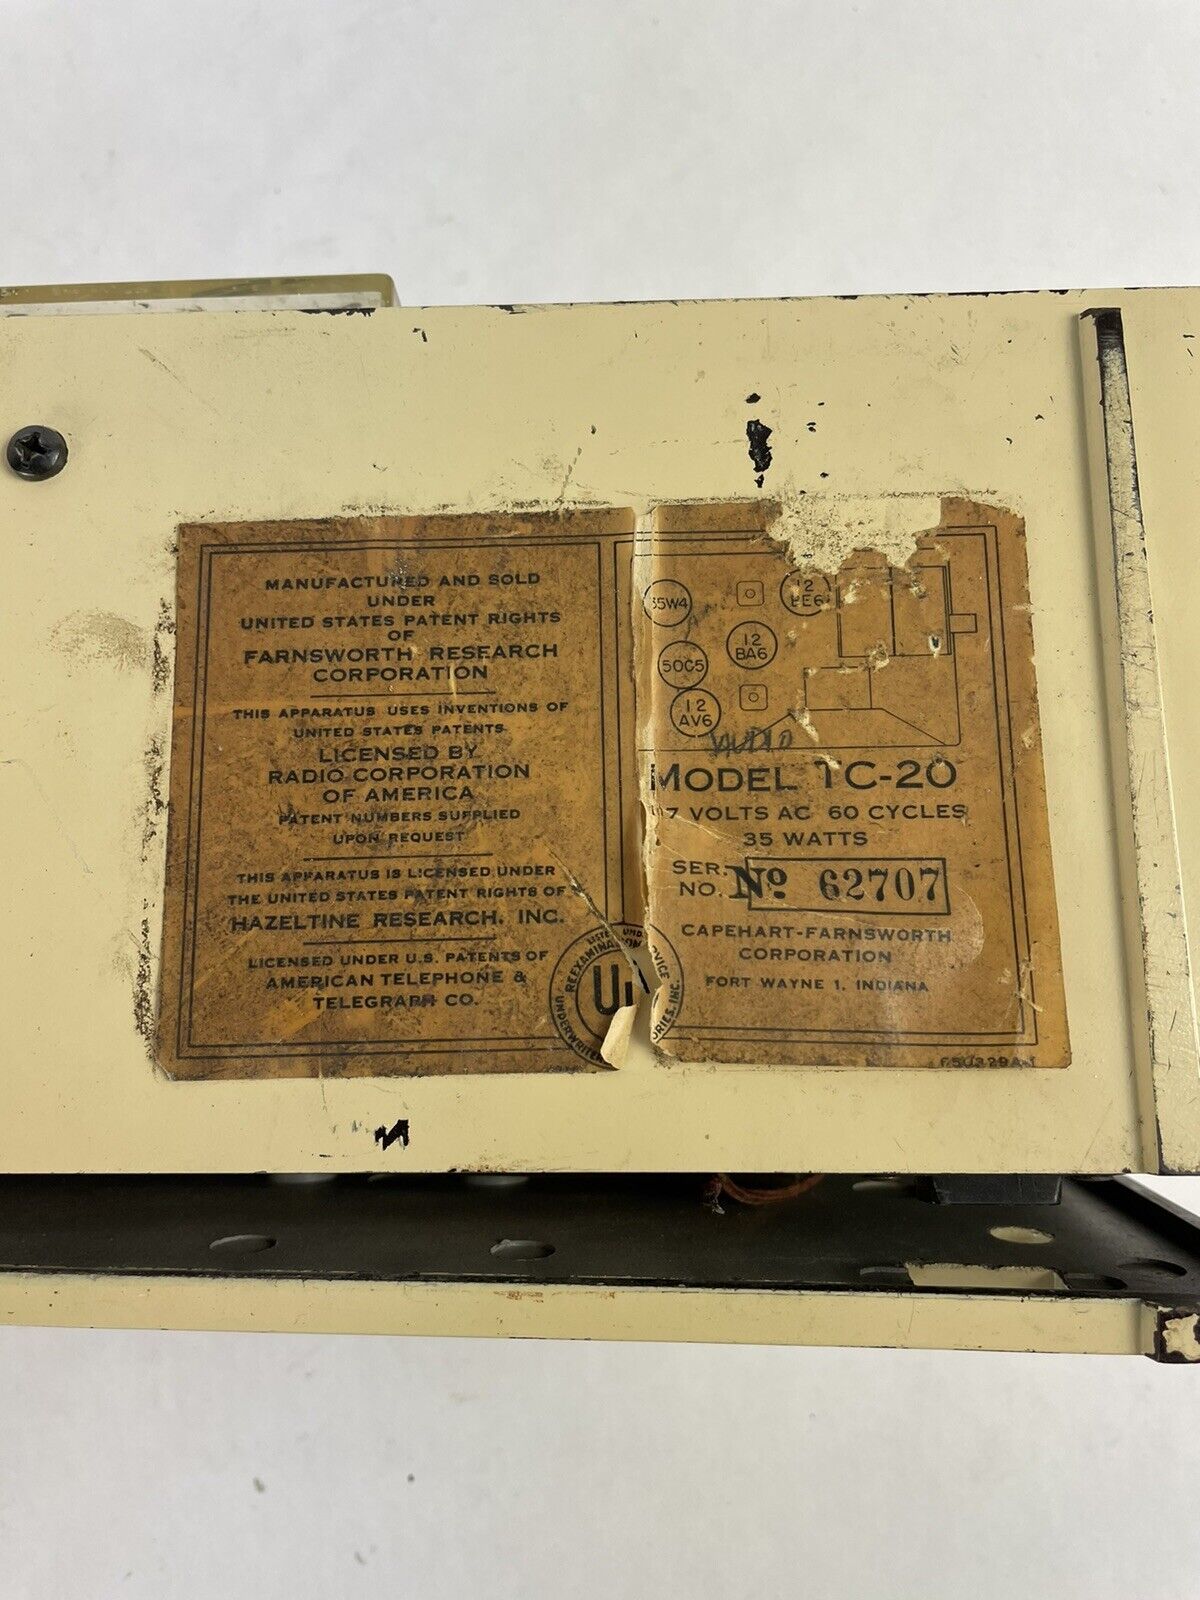 MANUFACTURED AND SOLD
UNDER
UNITED STATES PATENT RIGHTS
OF
FARNSWORTH RESEARCH
CORPORATION
THIS APPARATUS USES INVENTIONS OF
UNITED STATES PATENTS
LICENSED BY
RADIO CORPORATION
OF AMERICA
PATENT NUMBERS SUPPLIED
UPON REQUEST
THIS APPARATUS IS LICENSED UNDER
THE UNITED STATES PATENT RIGHTS OF
HAZELTINE RESEARCH, INC.
LICENSED UNDER U.S. PATENTS OF
AMERICAN TELEPHONE &
TELEGRAPH CO.
REEXAMINATION
35W4
12
BE6
12
BA6
50C5
12
AV6
AUDIO
MODEL TC-20
7 VOLTS AC 60 CYCLES
35 WATTS
SER.
NO. Nº 62707
CAPEHART-FARNSWORTH
CORPORATION
FORT WAYNE 1, INDIANA